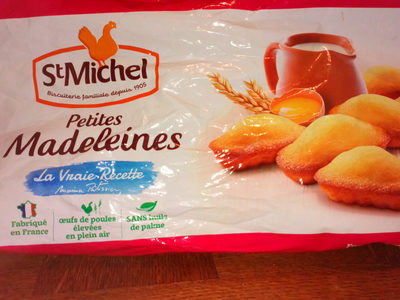 St Michel
Biscuiterie familiale depuis 1905
Petites
Madeleines
La Vraie Recette
Fabriqué
en France
œufs de poules
élevées
en plein air
SANS huile
de palme